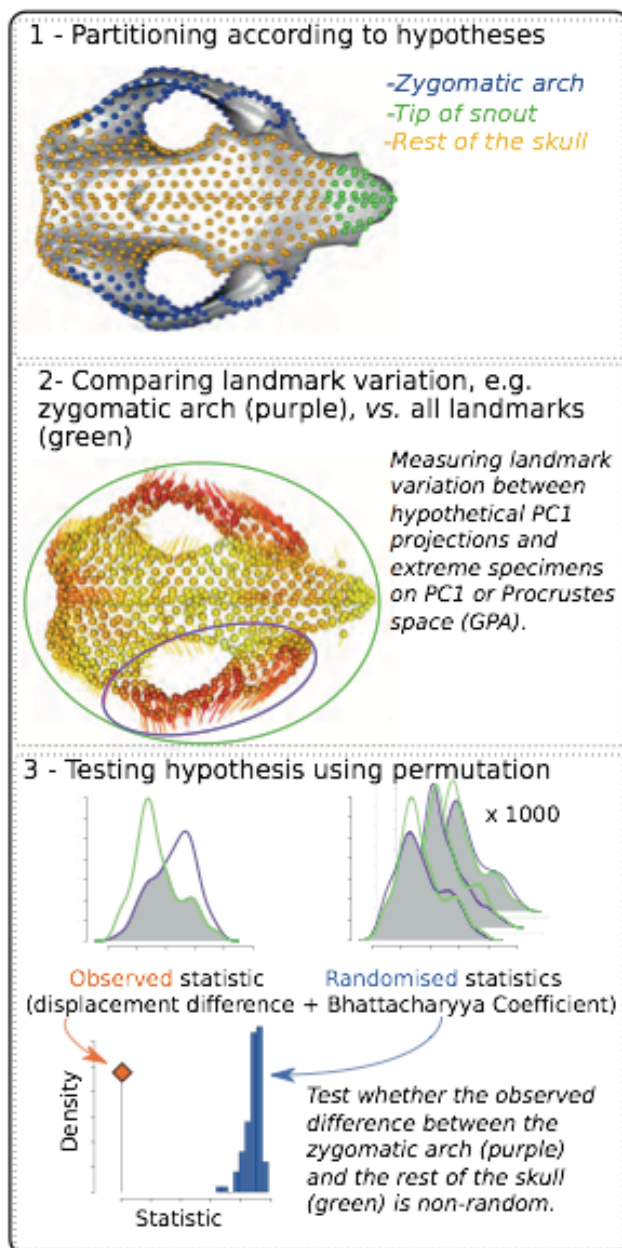 1 - Partitioning according to hypotheses
-Zygomatic arch
-Tip of snout
-Rest of the skull
2- Comparing landmark variation, e.g.
zygomatic arch (purple), vs. all landmarks
(green)
Measuring landmark
variation between
hypothetical PC1
projections and
extreme specimens
on PC1 or Procrustes
space (GPA).
3 - Testing hypothesis using permutation
x 1000
Observed statistic
Randomised statistics
(displacement difference + Bhattacharyya Coefficient)
Density
Statistic
Test whether the observed
difference between the
zygomatic arch (purple)
and the rest of the skull
(green) is non-random.